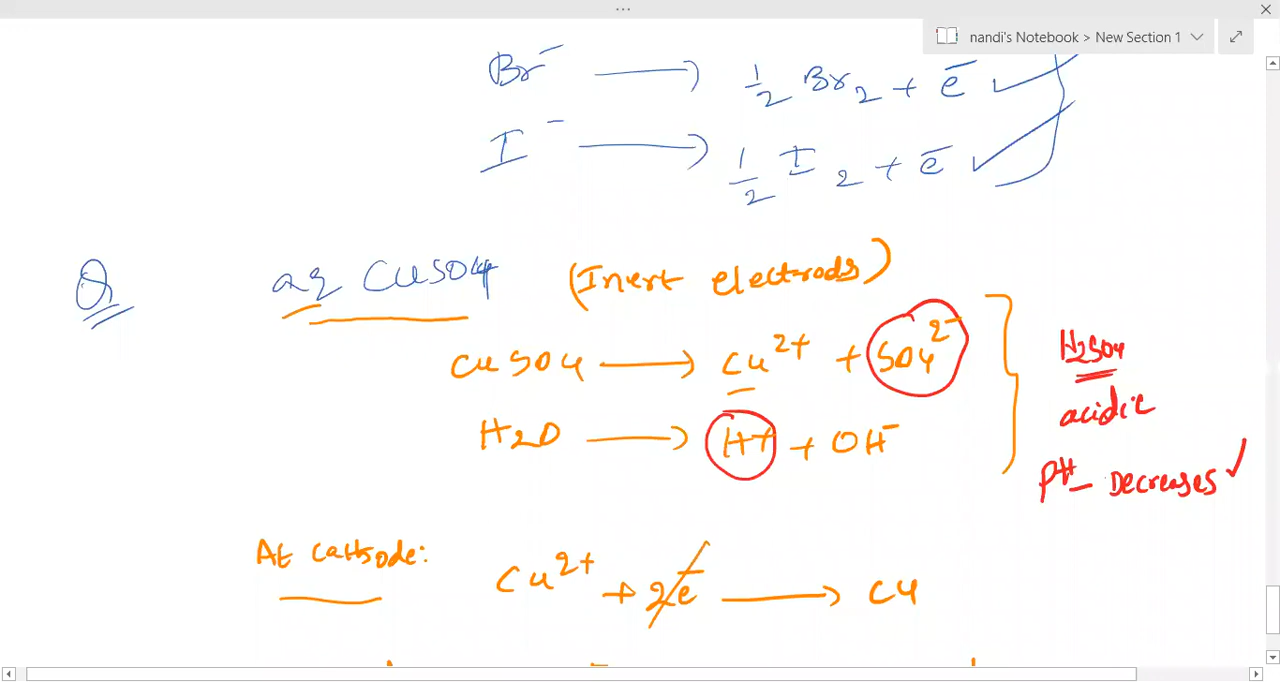 nandi's Notebook > New Section 1
Br⁻ ⟶ 1/2 Br₂ + e⁻ ✓
I⁻ ⟶ 1/2 I₂ + e⁻ ✓
Q aq CuSO4 (Inert electrods)
CuSO4 ⟶ Cu²⁺ + SO4²⁻
H2O ⟶ H+ + OH⁻
H2SO4
acidic
PH - Decreases ✓
At cathode:
Cu²⁺ + 2e⁻ ⟶ Cu